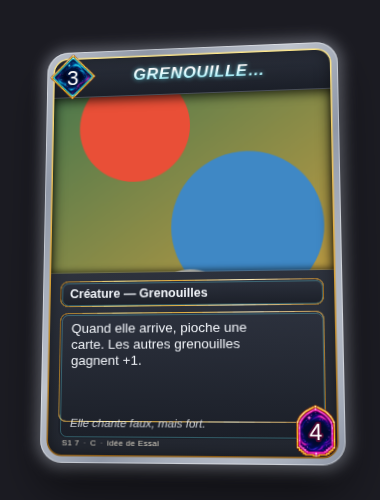 3
GRENOUILLE…
Créature — Grenouilles
Quand elle arrive, pioche une
carte. Les autres grenouilles
gagnent +1.
Elle chante faux, mais fort.
S1 7 · C · Idée de Essai
4